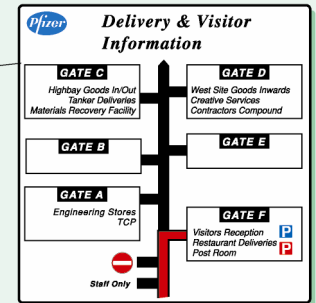 Pfizer
Delivery & Visitor
Information
GATE C
Highbay Goods In/Out
Tanker Deliveries
Materials Recovery Facility
GATE D
West Site Goods Inwards
Creative Services
Contractors Compound
GATE B
GATE E
GATE A
Engineering Stores
TCP
GATE F
Visitors Reception P
Restaurant Deliveries P
Post Room
Staff Only